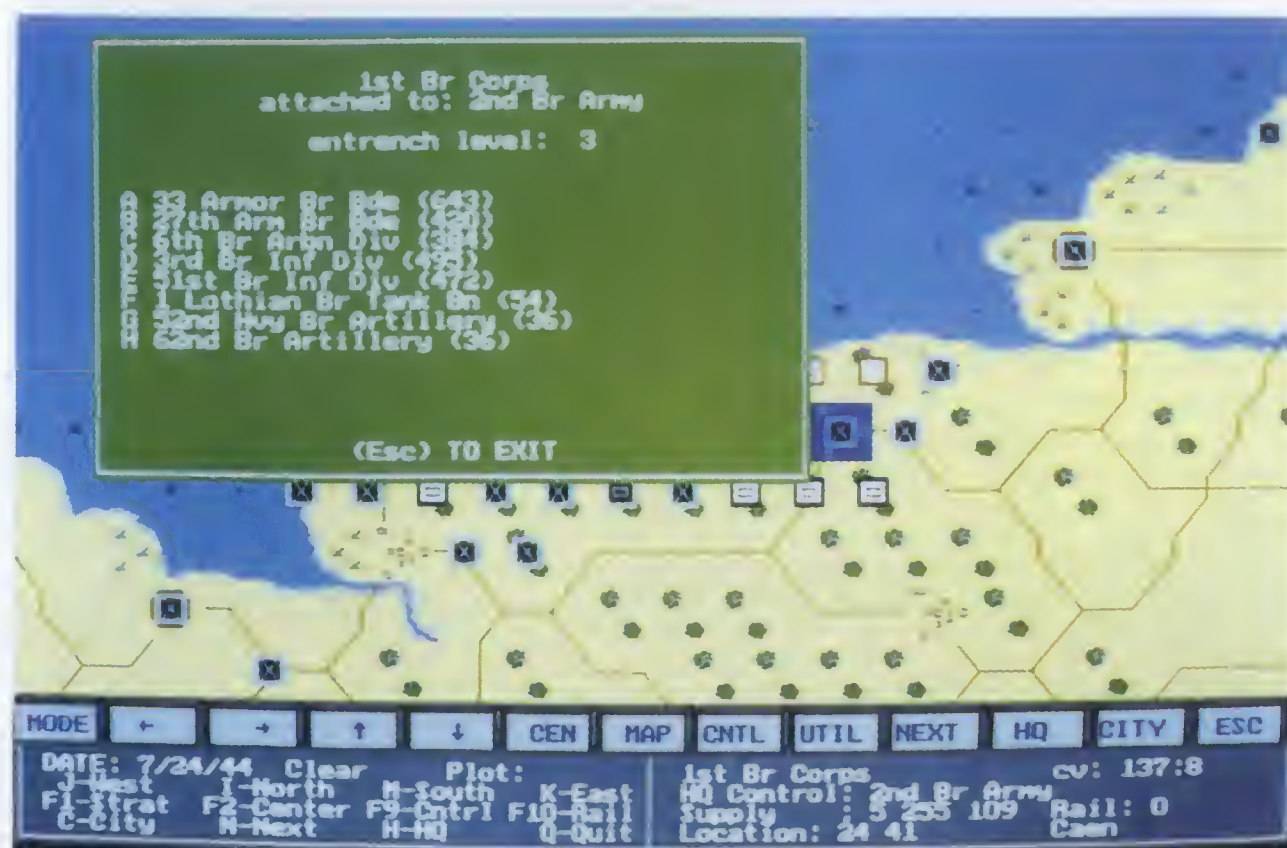 1st Br Corps
attached to: 2nd Br Army
entrench level: 3
A 33 Armor Br Bde (643)
B 27th Arm Br Bde
C 6th Br Arbn Div
D 3rd Br Inf Div
E 51st Br Inf Div (472)
F 1 Lothian Br Tank Bn (54)
G Hvy Br Artillery (36)
H 62nd Br Artillery (36)
(Esc) TO EXIT
MODE ← → ↑ ↓ CEN MAP CNTL UTIL NEXT HQ CITY ESC
DATE: 7/24/44 Clear Plot:
J-West I-North M-South K-East
F1-Strat F2-Center F9-Cntrl F10-Rail
C-City N-Next H-HQ Q-Quit
1st Br Corps cv: 137:8
HQ Control: 2nd Br Army
Supply : 3 255 109 Rail: 0
Location: 24 41 Caen